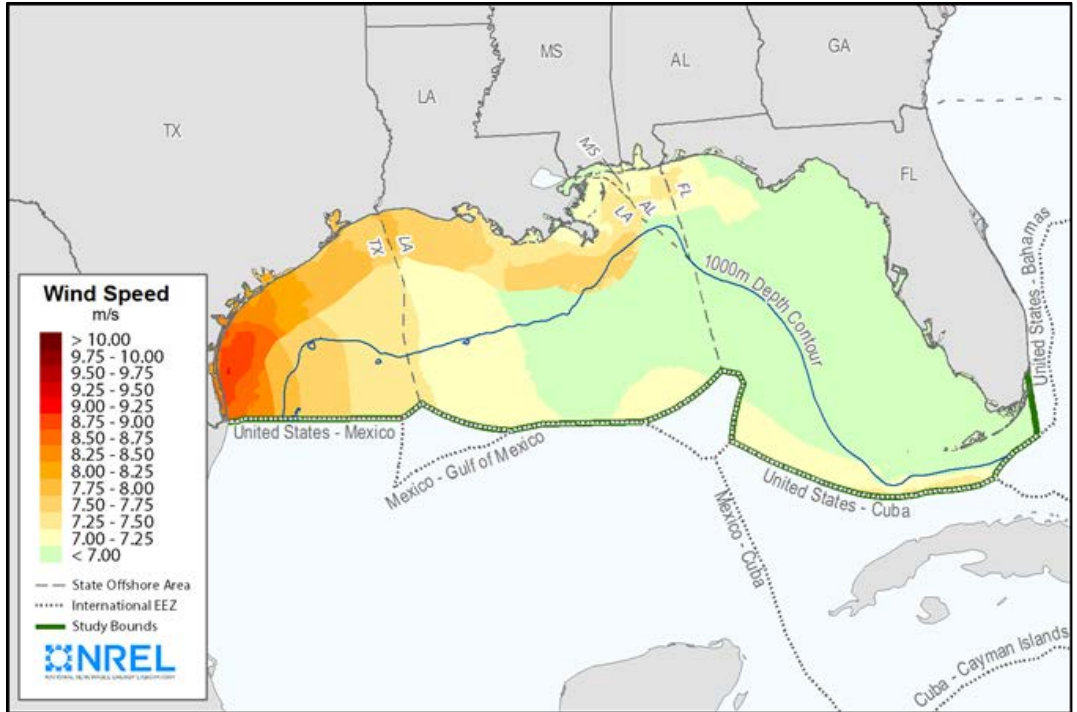 MS
AL
GA
LA
TX
FL
MS
AL
LA
FL
TX
LA
1000m Depth Contour
United States - Bahamas
United States - Mexico
Mexico - Gulf of Mexico
United States - Cuba
Mexico - Cuba
Cuba - Cayman Islands
Wind Speed
m/s
> 10.00
9.75 - 10.00
9.50 - 9.75
9.25 - 9.50
9.00 - 9.25
8.75 - 9.00
8.50 - 8.75
8.25 - 8.50
8.00 - 8.25
7.75 - 8.00
7.50 - 7.75
7.25 - 7.50
7.00 - 7.25
< 7.00
State Offshore Area
International EEZ
Study Bounds
NREL
NATIONAL RENEWABLE ENERGY LABORATORY